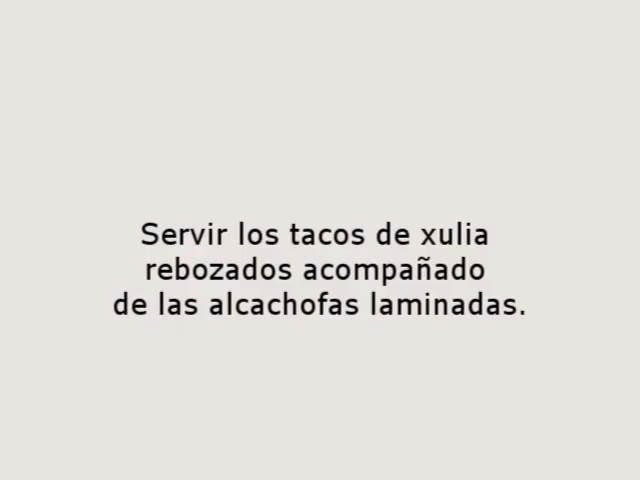 Servir los tacos de xulia
rebozados acompañado
de las alcachofas laminadas.